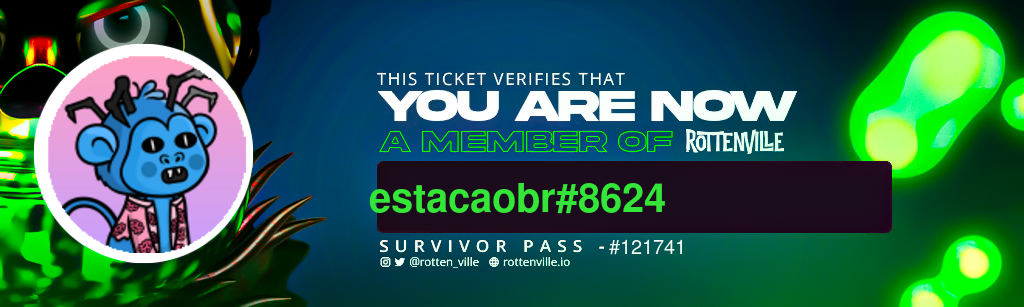 THIS TICKET VERIFIES THAT
YOU ARE NOW
A MEMBER OF ROTTENVILLE
estacaobr#8624
SURVIVOR PASS - #121741
@rotten_ville rottenville.io